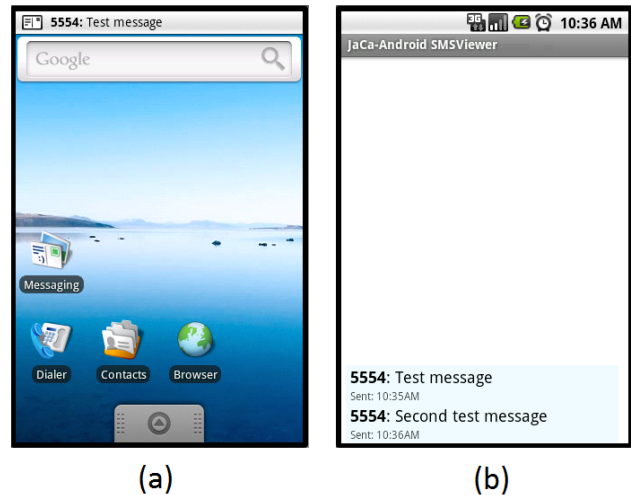 5554: Test message
Google
Messaging
Dialer Contacts Browser
(a)
3G 10:36 AM
JaCa-Android SMSViewer
5554: Test message
Sent: 10:35AM
5554: Second test message
Sent: 10:36AM
(b)